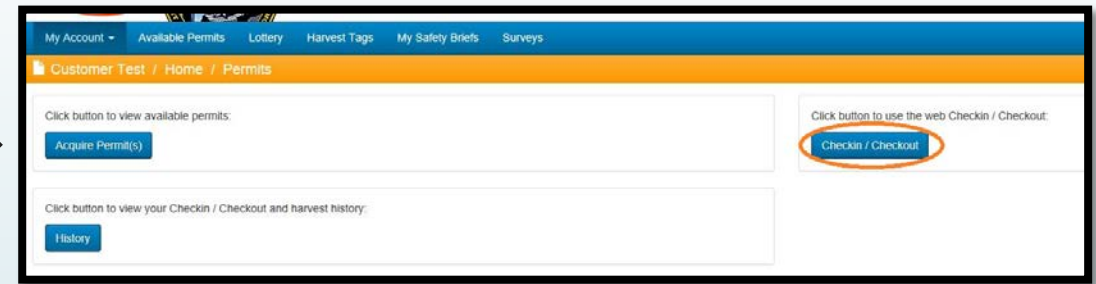 My Account Available Permits Lottery Harvest Tags My Safety Briefs Surveys
Customer Test / Home / Permits
Click button to view available permits:
Acquire Permit(s)
Click button to use the web Checkin / Checkout:
Checkin / Checkout
Click button to view your Checkin / Checkout and harvest history:
History